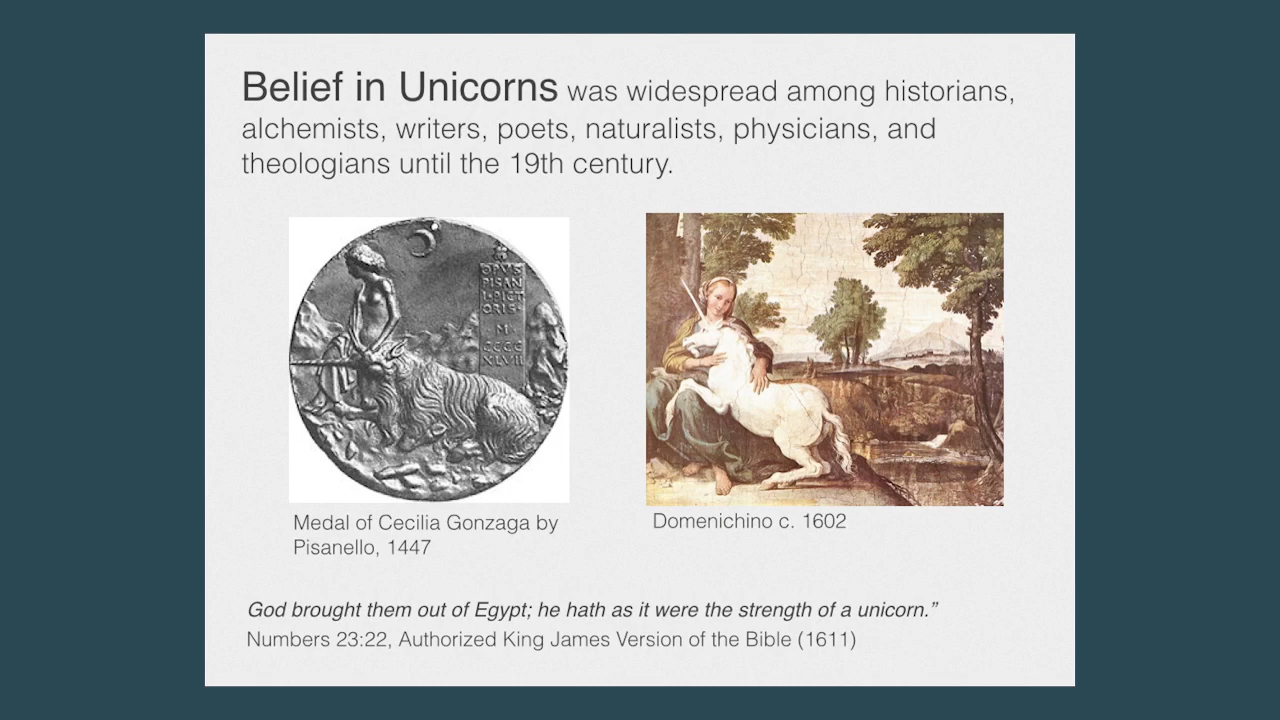 Belief in Unicorns was widespread among historians,
alchemists, writers, poets, naturalists, physicians, and
theologians until the 19th century.
OPVS
PISAN
I·PICT
ORIS·
M
CCCC
XLVII
Medal of Cecilia Gonzaga by
Pisanello, 1447
Domenichino c. 1602
God brought them out of Egypt; he hath as it were the strength of a unicorn.”
Numbers 23:22, Authorized King James Version of the Bible (1611)